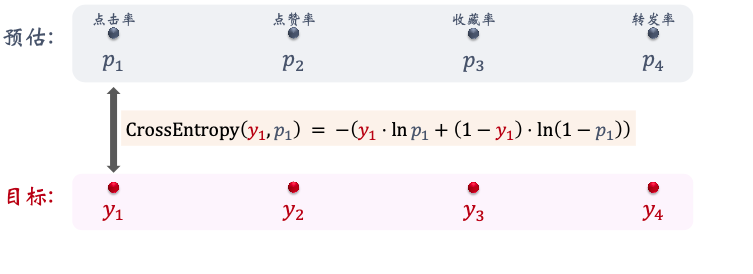 点击率 点赞率 收藏率 转发率
预估:
p₁ p₂ p₃ p₄
CrossEntropy(y₁, p₁) = −(y₁ · ln p₁ + (1 − y₁) · ln(1 − p₁))
目标:
y₁ y₂ y₃ y₄